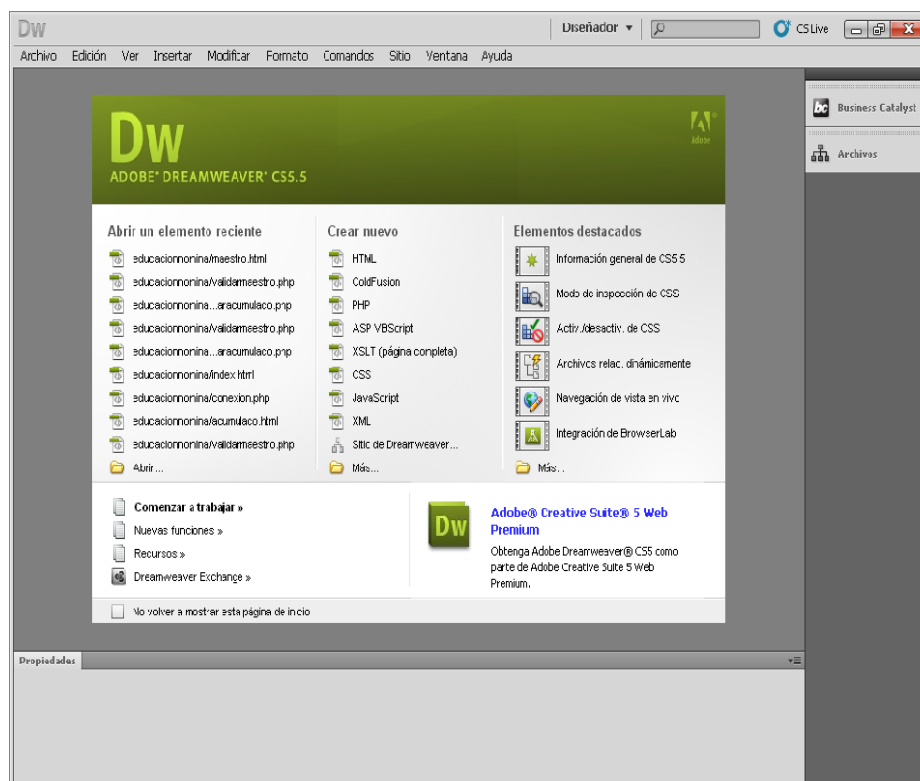 Dw
Diseñador
CS Live
Archivo Edición Ver Insertar Modificar Formato Comandos Sitio Ventana Ayuda
Business Catalyst
Archivos
Dw
ADOBE® DREAMWEAVER® CS5.5
Adobe
Abrir un elemento reciente
educacionnonina/maestro.html
educacionnonina/validarmaestro.php
educacionnonina...aracumulaco.php
educacionnonina/validarmaestro.php
educacionnonina...aracumulaco.php
educacionnonina/index.html
educacionnonina/conexion.php
educacionnonina/acumulaco.html
educacionnonina/validarmaestro.php
Abrir...
Crear nuevo
HTML
ColdFusion
PHP
ASP VBScript
XSLT (página completa)
CSS
JavaScript
XML
Sitio de Dreamweaver...
Más...
Elementos destacados
Información general de CS5.5
Modo de inspección de CSS
Activ./desactiv. de CSS
Archivos relac. dinámicamente
Navegación de vista en vivo
Integración de BrowserLab
Más...
Comenzar a trabajar »
Nuevas funciones »
Recursos »
Dreamweaver Exchange »
Dw
Adobe® Creative Suite® 5 Web
Premium
Obtenga Adobe Dreamweaver® CS5 como
parte de Adobe Creative Suite 5 Web
Premium.
No volver a mostrar esta página de inicio
Propiedades